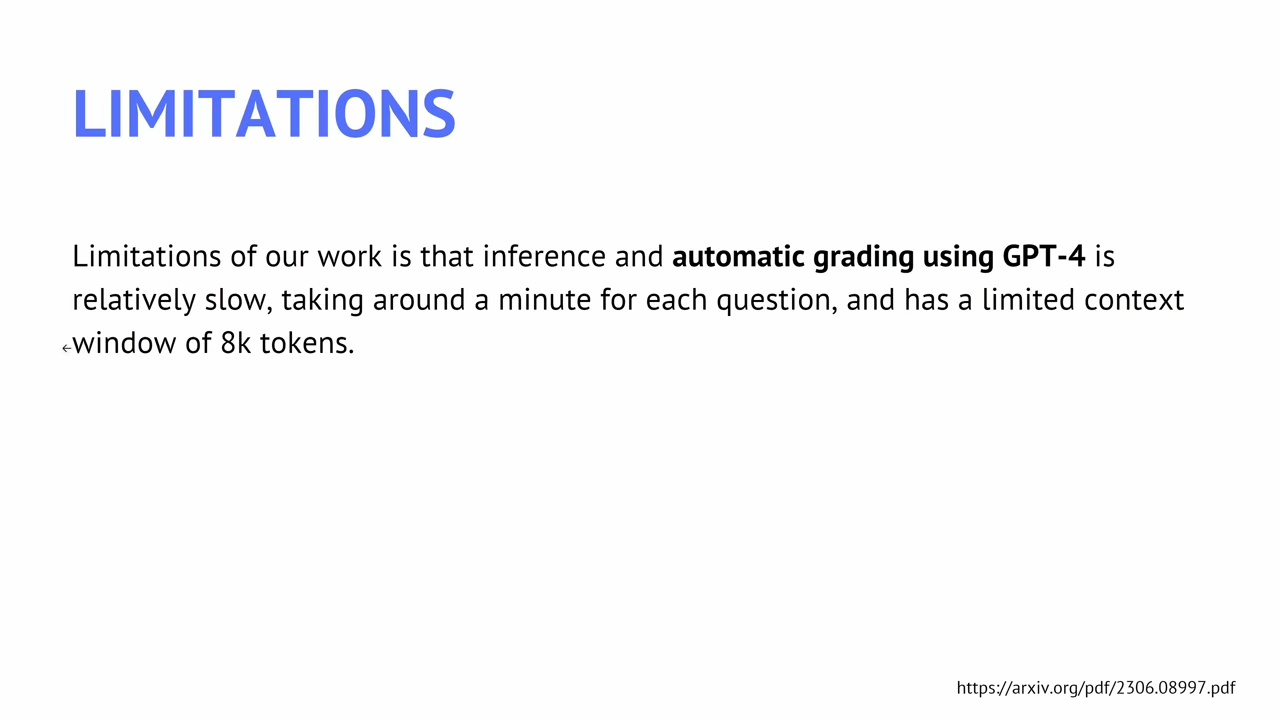 LIMITATIONS
Limitations of our work is that inference and automatic grading using GPT-4 is
relatively slow, taking around a minute for each question, and has a limited context
←window of 8k tokens.
https://arxiv.org/pdf/2306.08997.pdf